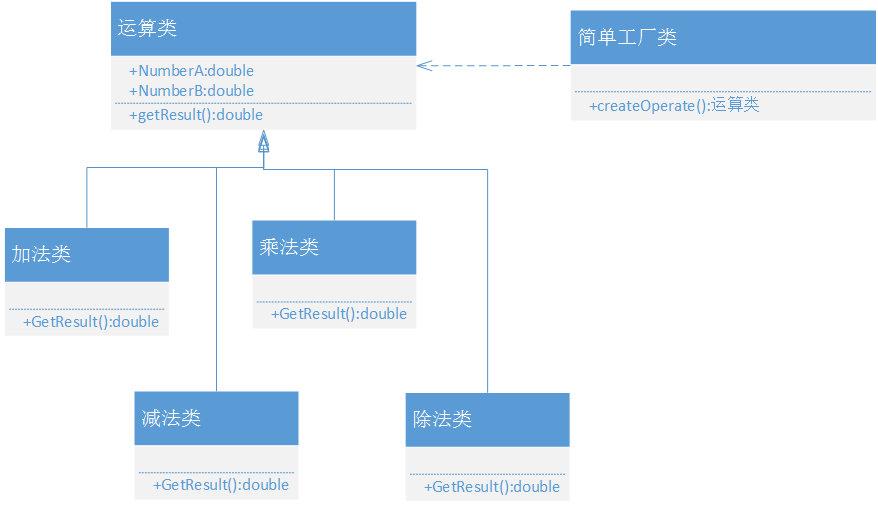 运算类
+NumberA:double
+NumberB:double
+getResult():double
简单工厂类
+createOperate():运算类
加法类
+GetResult():double
乘法类
+GetResult():double
减法类
+GetResult():double
除法类
+GetResult():double